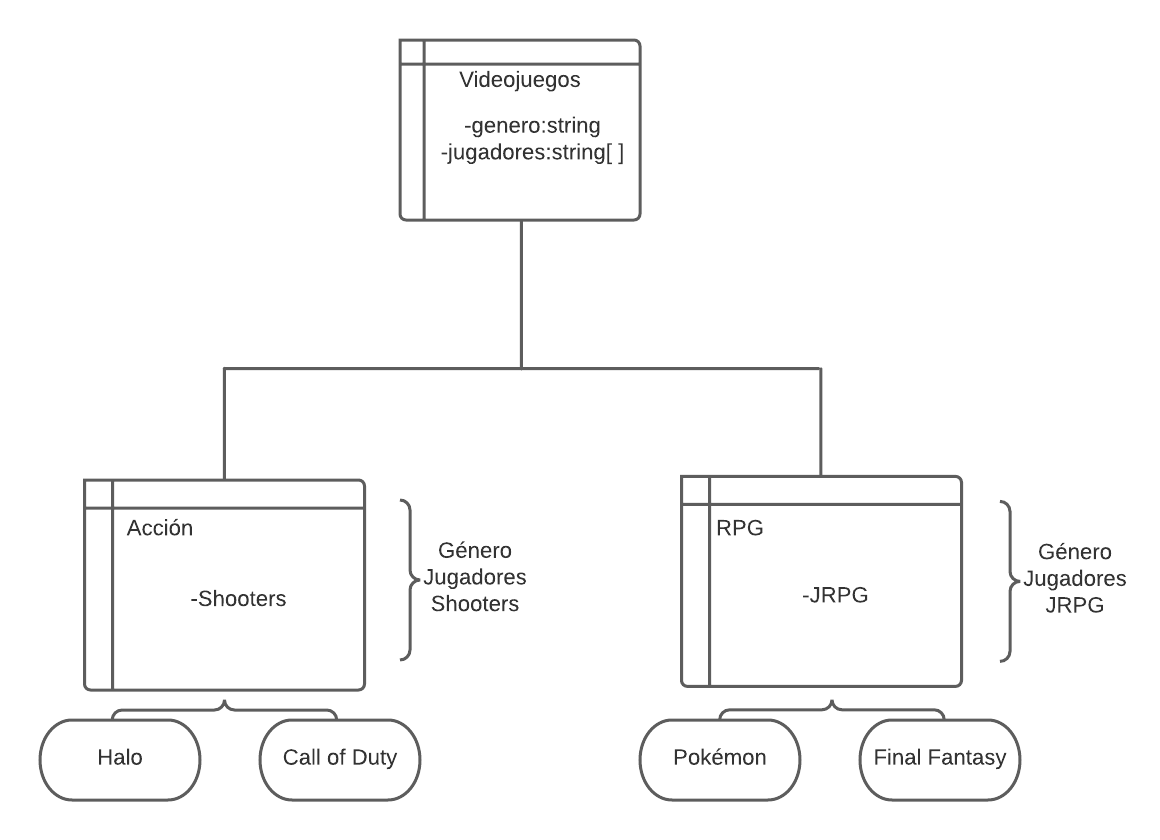 Videojuegos
-genero:string
-jugadores:string[ ]
Acción
-Shooters
Género
Jugadores
Shooters
RPG
-JRPG
Género
Jugadores
JRPG
Halo
Call of Duty
Pokémon
Final Fantasy